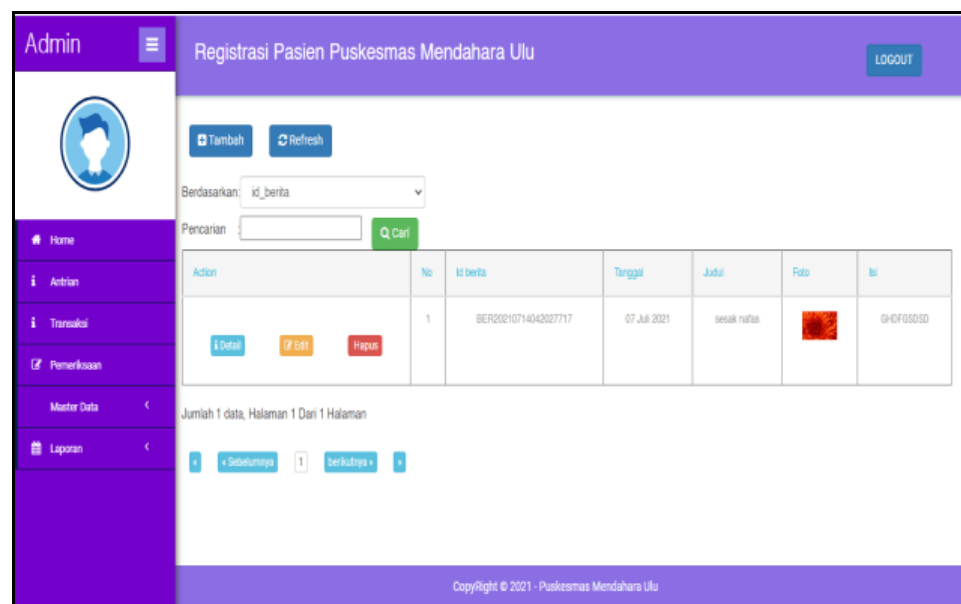 Admin
Registrasi Pasien Puskesmas Mendahara Ulu
LOGOUT
Tambah Refresh
Berdasarkan: id_berita
Pencarian : Cari
Home
Antrian
Transaksi
Pemeriksaan
Master Data
Laporan
Action No Id berita Tanggal Judul Foto Isi
1 BER20210714042027717 07 Juli 2021 sesak nafas GHDFGSDSD
Detail Edit Hapus
Jumlah 1 data, Halaman 1 Dari 1 Halaman
« « Sebelumnya 1 berikutnya » »
CopyRight © 2021 - Puskesmas Mendahara Ulu